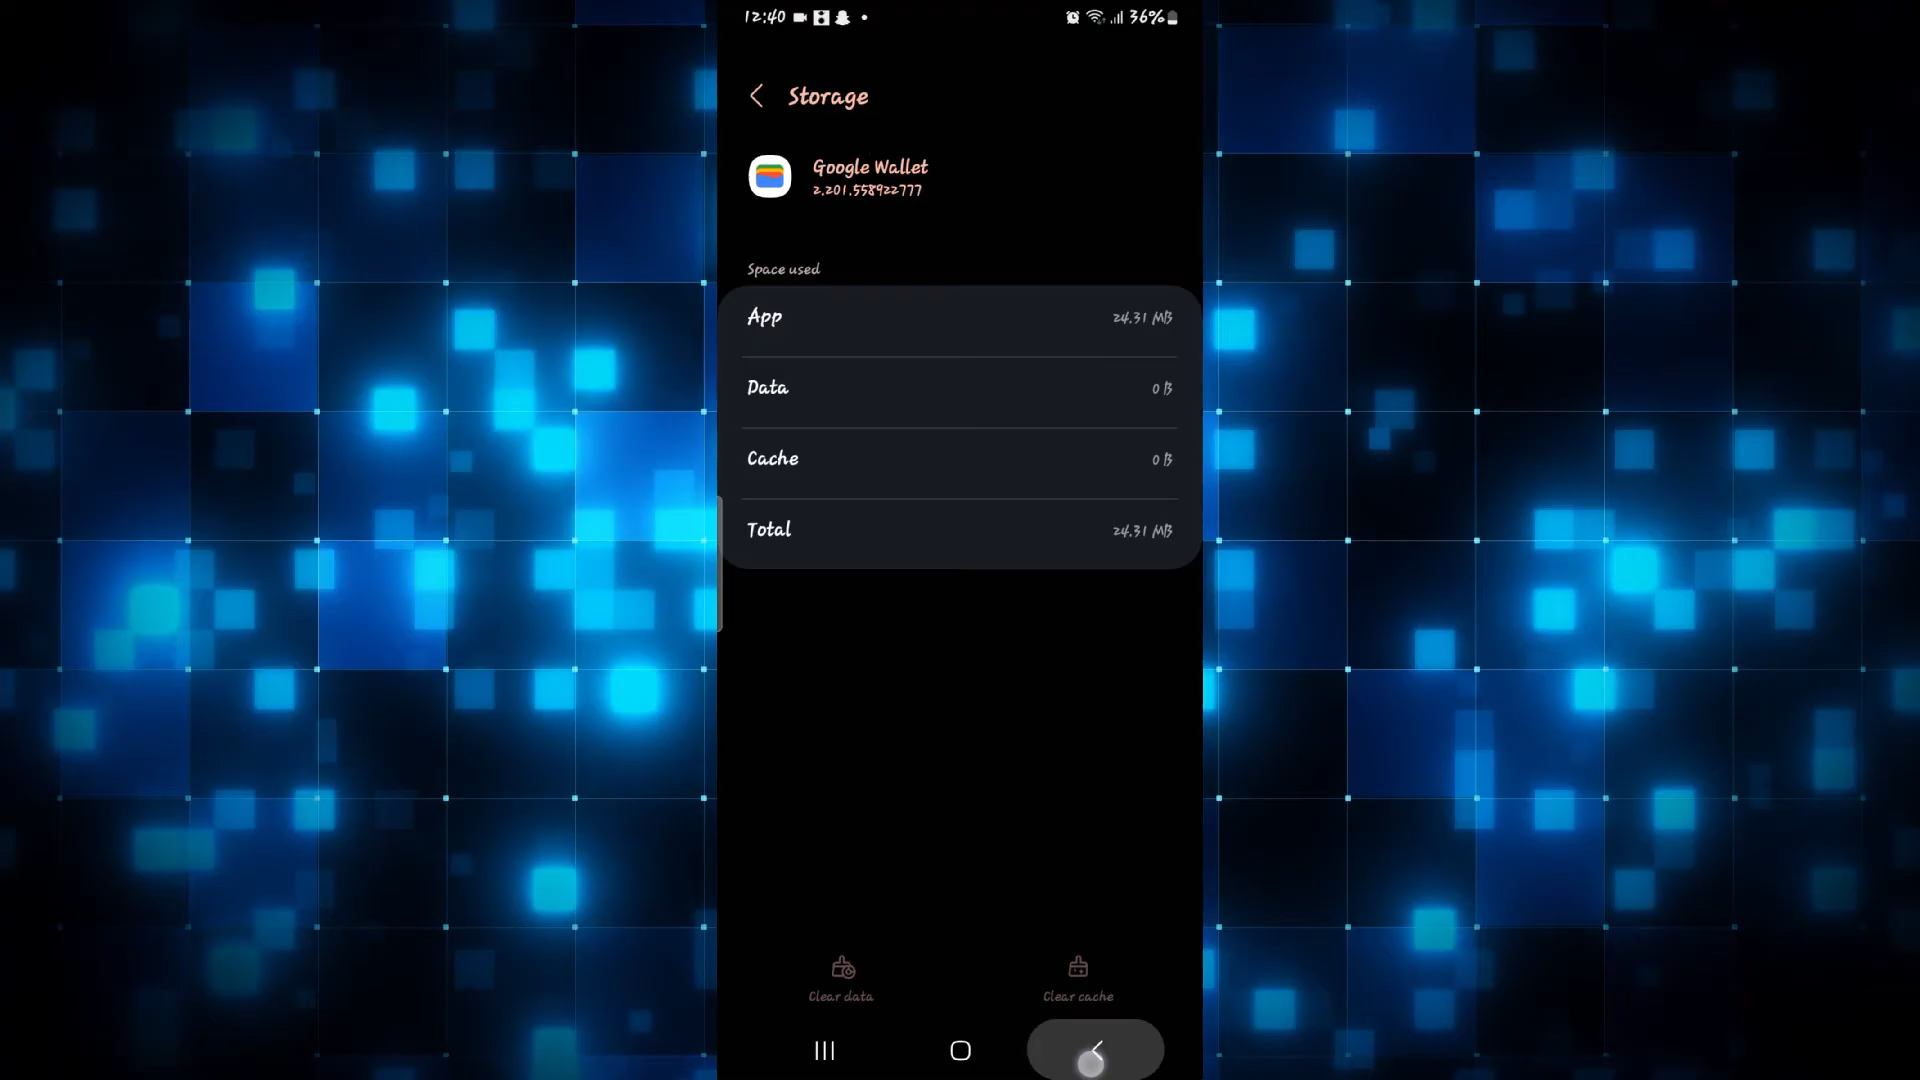 12:40
36%
Storage
Google Wallet
2.201.558922777
Space used
App 24.31 MB
Data 0 B
Cache 0 B
Total 24.31 MB
Clear data Clear cache